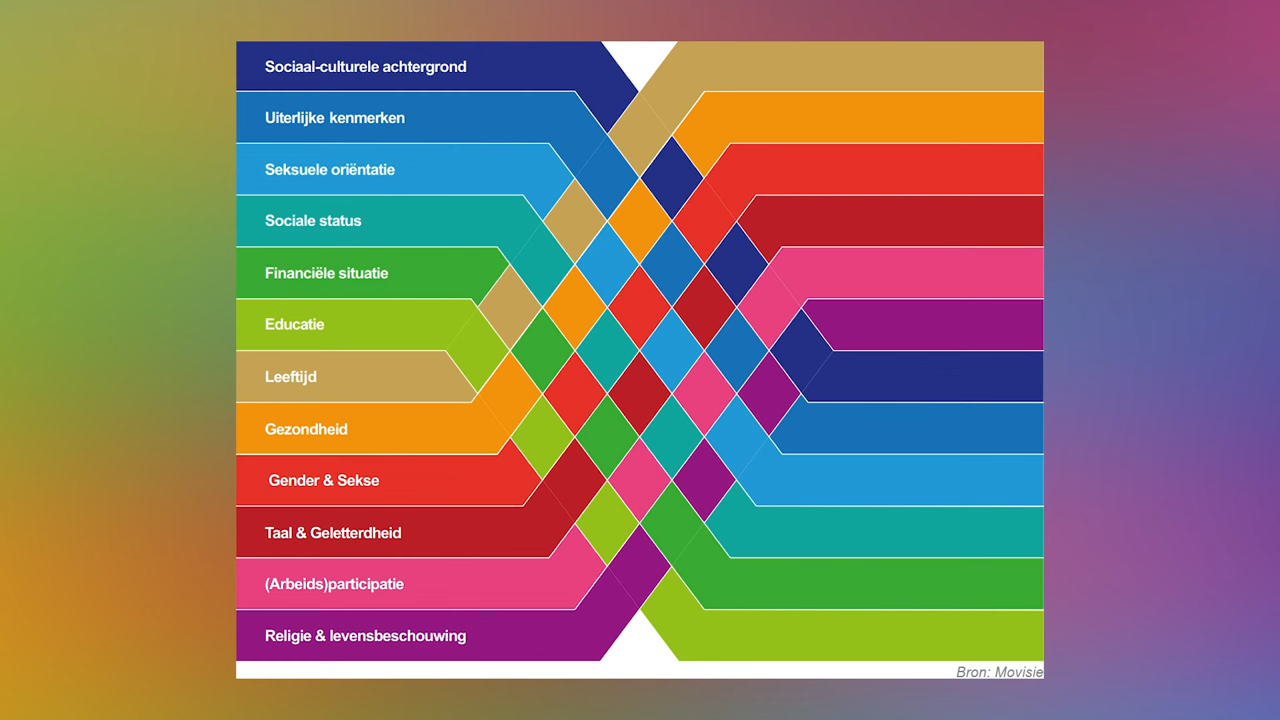 Sociaal-culturele achtergrond
Uiterlijke kenmerken
Seksuele oriëntatie
Sociale status
Financiële situatie
Educatie
Leeftijd
Gezondheid
Gender & Sekse
Taal & Geletterdheid
(Arbeids)participatie
Religie & levensbeschouwing
Bron: Movisie